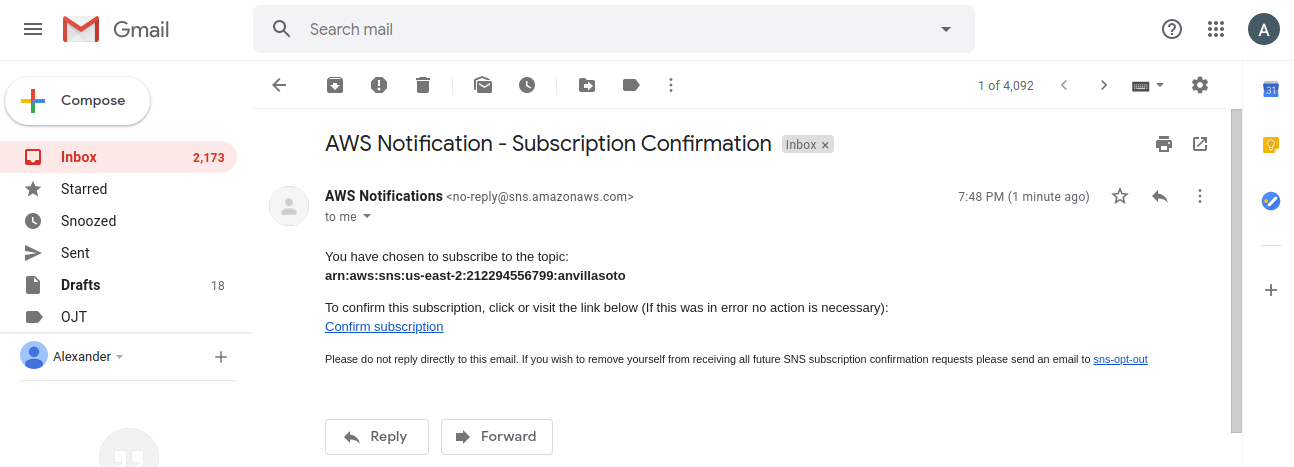 Gmail
Search mail
A
Compose
1 of 4,092
31
Inbox 2,173
Starred
Snoozed
Sent
Drafts 18
OJT
Alexander
AWS Notification - Subscription Confirmation Inbox ×
AWS Notifications <no-reply@sns.amazonaws.com> 7:48 PM (1 minute ago)
to me
You have chosen to subscribe to the topic:
arn:aws:sns:us-east-2:212294556799:anvillasoto
To confirm this subscription, click or visit the link below (If this was in error no action is necessary):
Confirm subscription
Please do not reply directly to this email. If you wish to remove yourself from receiving all future SNS subscription confirmation requests please send an email to sns-opt-out
Reply Forward